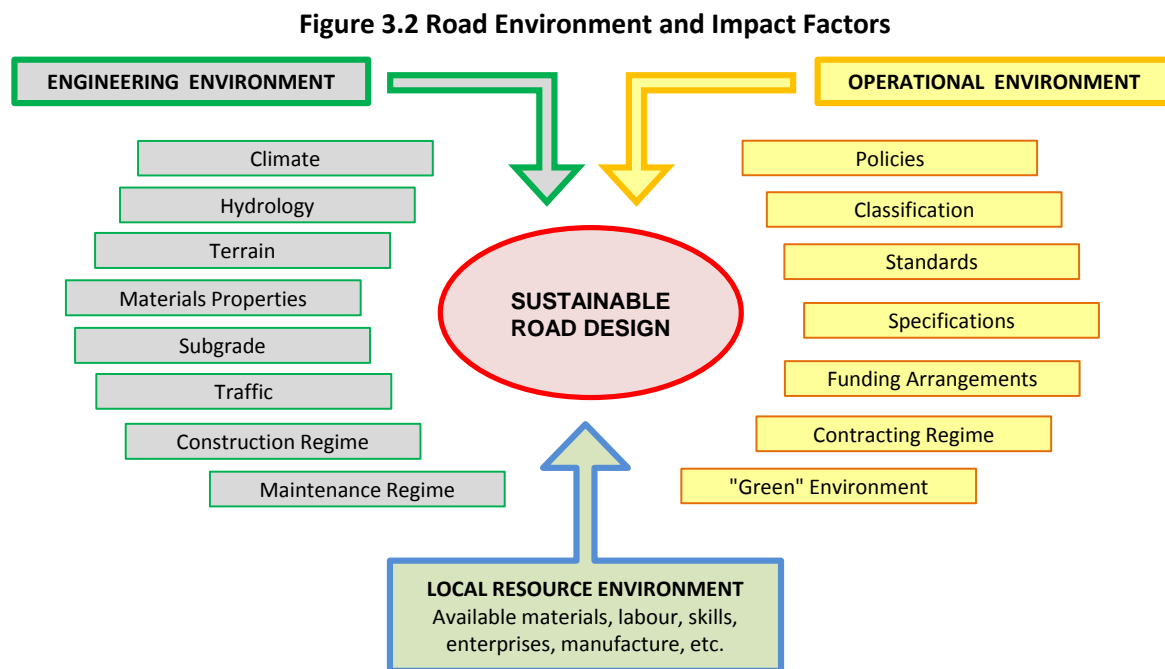 Figure 3.2 Road Environment and Impact Factors
ENGINEERING ENVIRONMENT
OPERATIONAL ENVIRONMENT
Climate
Hydrology
Terrain
Materials Properties
Subgrade
Traffic
Construction Regime
Maintenance Regime
SUSTAINABLE
ROAD DESIGN
Policies
Classification
Standards
Specifications
Funding Arrangements
Contracting Regime
"Green" Environment
LOCAL RESOURCE ENVIRONMENT
Available materials, labour, skills,
enterprises, manufacture, etc.